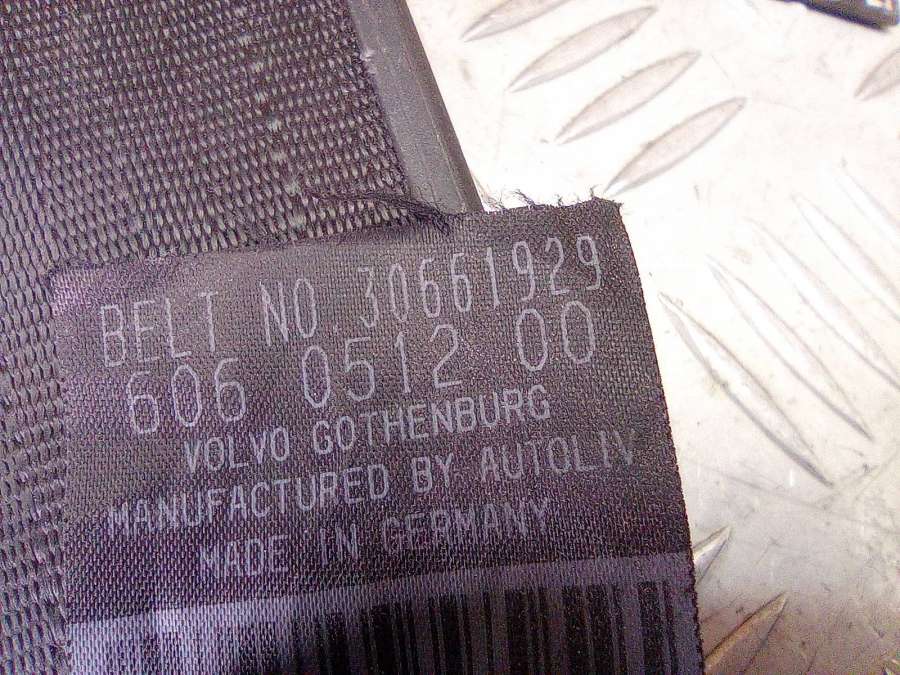 BELT NO 30661929
606 0512 00
VOLVO GOTHENBURG
MANUFACTURED BY AUTOLIV
MADE IN GERMANY